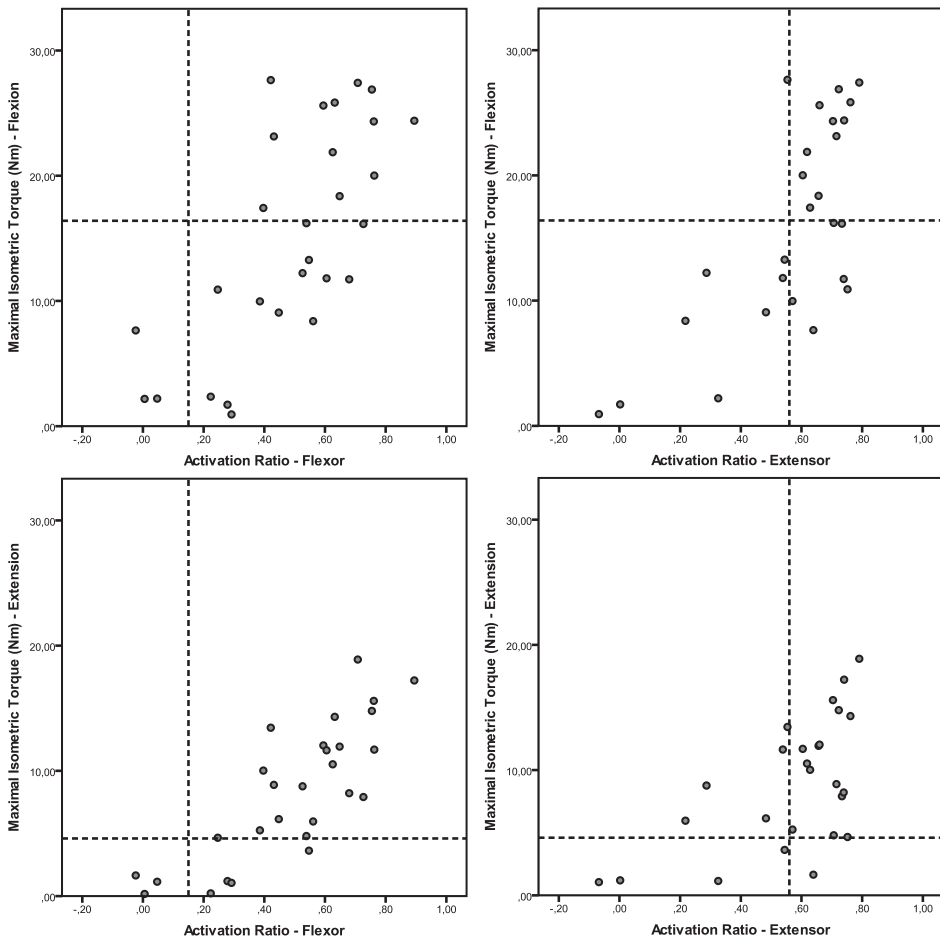 Maximal Isometric Torque (Nm) - Flexion
30,00
20,00
10,00
,00
-,20 ,00 ,20 ,40 ,60 ,80 1,00
Activation Ratio - Flexor
Maximal Isometric Torque (Nm) - Flexion
30,00
20,00
10,00
,00
-,20 ,00 ,20 ,40 ,60 ,80 1,00
Activation Ratio - Extensor
Maximal Isometric Torque (Nm) - Extension
30,00
20,00
10,00
,00
-,20 ,00 ,20 ,40 ,60 ,80 1,00
Activation Ratio - Flexor
Maximal Isometric Torque (Nm) - Extension
30,00
20,00
10,00
,00
-,20 ,00 ,20 ,40 ,60 ,80 1,00
Activation Ratio - Extensor